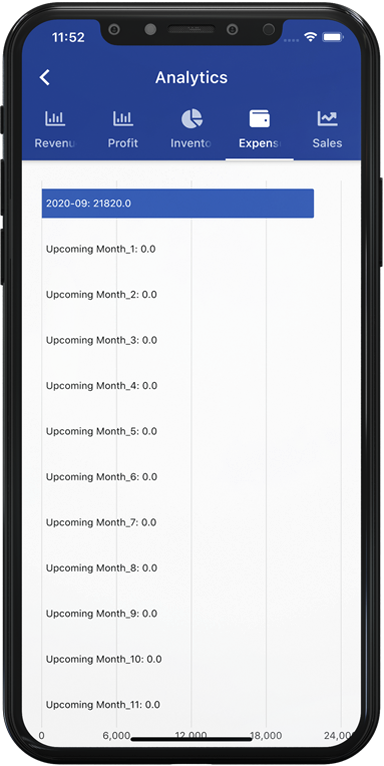 11:52
Analytics
Revenu Profit Invento Expens Sales
2020-09: 21820.0
Upcoming Month_1: 0.0
Upcoming Month_2: 0.0
Upcoming Month_3: 0.0
Upcoming Month_4: 0.0
Upcoming Month_5: 0.0
Upcoming Month_6: 0.0
Upcoming Month_7: 0.0
Upcoming Month_8: 0.0
Upcoming Month_9: 0.0
Upcoming Month_10: 0.0
Upcoming Month_11: 0.0
0 6,000 12,000 18,000 24,000